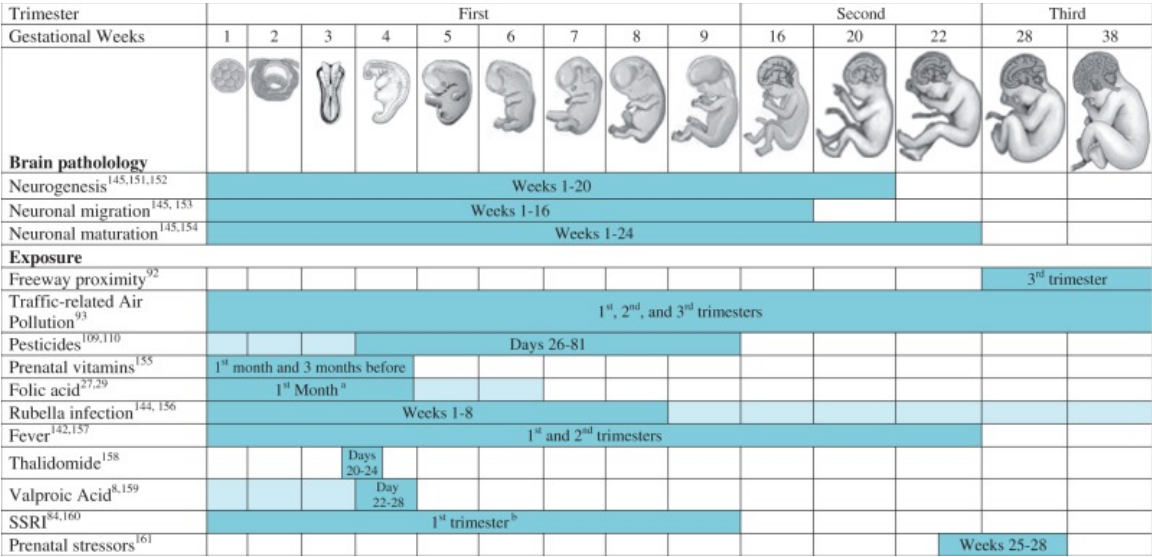 Trimester First Second Third
Gestational Weeks 1 2 3 4 5 6 7 8 9 16 20 22 28 38
Brain patholology
Neurogenesis145,151,152 Weeks 1-20
Neuronal migration145, 153 Weeks 1-16
Neuronal maturation145,154 Weeks 1-24
Exposure
Freeway proximity92 3rd trimester
Traffic-related Air
Pollution93 1st, 2nd, and 3rd trimesters
Pesticides109,110 Days 26-81
Prenatal vitamins155 1st month and 3 months before
Folic acid27,29 1st Month a
Rubella infection144, 156 Weeks 1-8
Fever142,157 1st and 2nd trimesters
Thalidomide158 Days
20-24
Valproic Acid8,159 Day
22-28
SSRI84,160 1st trimester b
Prenatal stressors161 Weeks 25-28